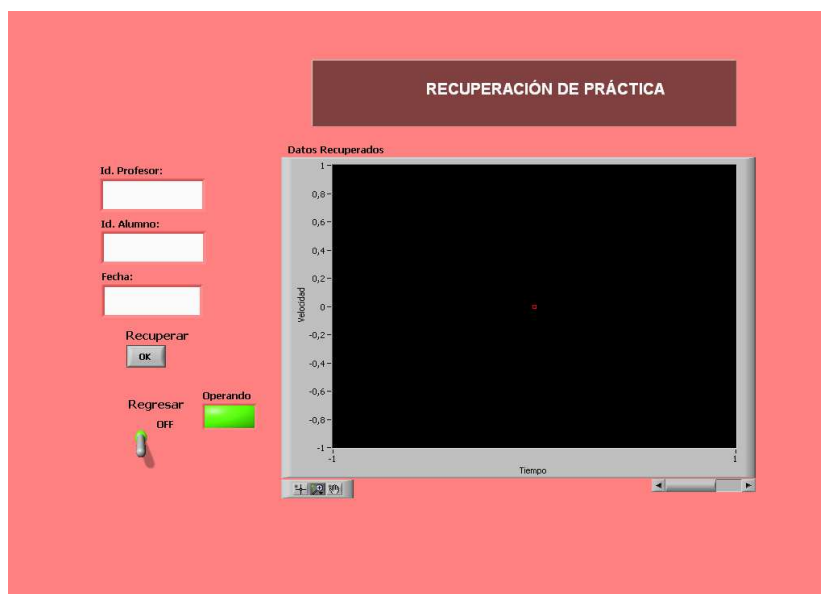 RECUPERACIÓN DE PRÁCTICA
Datos Recuperados
Id. Profesor:
Id. Alumno:
Fecha:
Recuperar
OK
Regresar
OFF
Operando
1
0,8
0,6
0,4
0,2
0
-0,2
-0,4
-0,6
-0,8
-1
Velocidad
-1
1
Tiempo